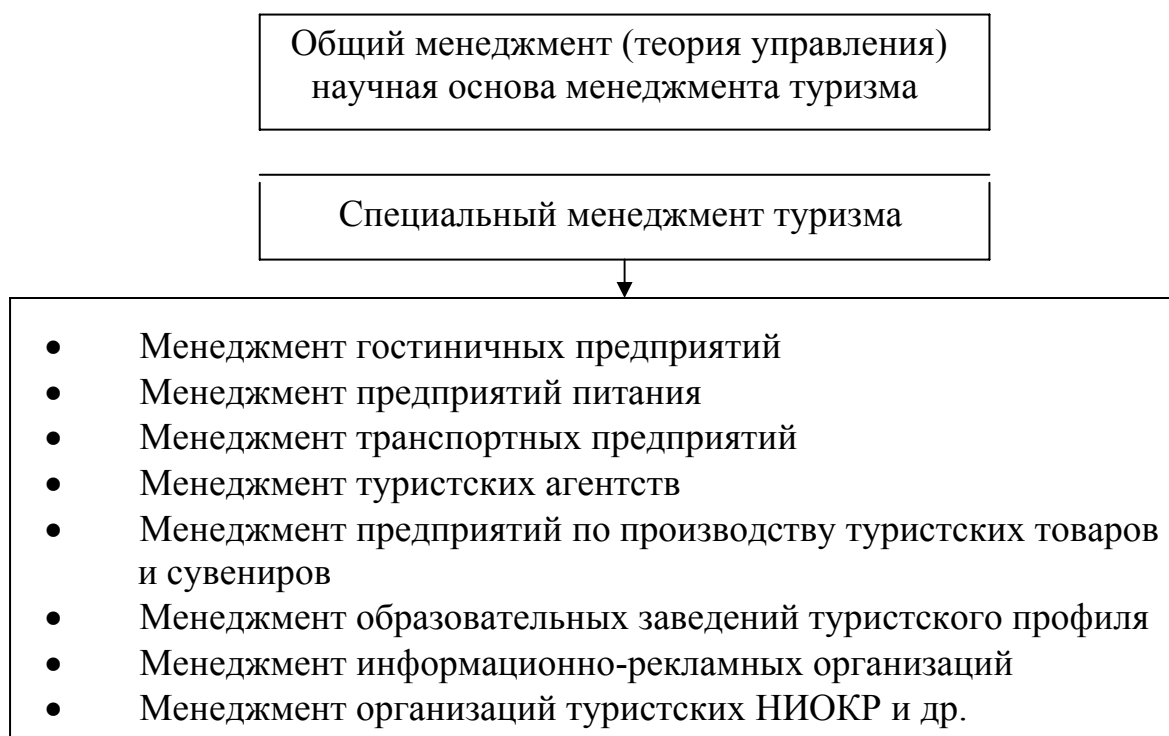 Общий менеджмент (теория управления)
научная основа менеджмента туризма
Специальный менеджмент туризма
• Менеджмент гостиничных предприятий
• Менеджмент предприятий питания
• Менеджмент транспортных предприятий
• Менеджмент туристских агентств
• Менеджмент предприятий по производству туристских товаров
и сувениров
• Менеджмент образовательных заведений туристского профиля
• Менеджмент информационно-рекламных организаций
• Менеджмент организаций туристских НИОКР и др.